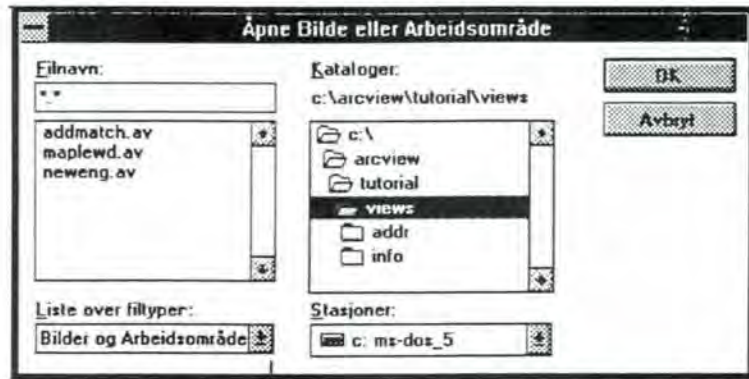 Åpne Bilde eller Arbeidsområde
Filnavn:
*.*
addmatch.av
maplewd.av
neweng.av
Liste over filtyper:
Bilder og Arbeidsområde
Kataloger:
c:\arcview\tutorial\views
c:\
arcview
tutorial
views
addr
info
Stasjoner:
c: ms-dos_5
OK
Avbryt